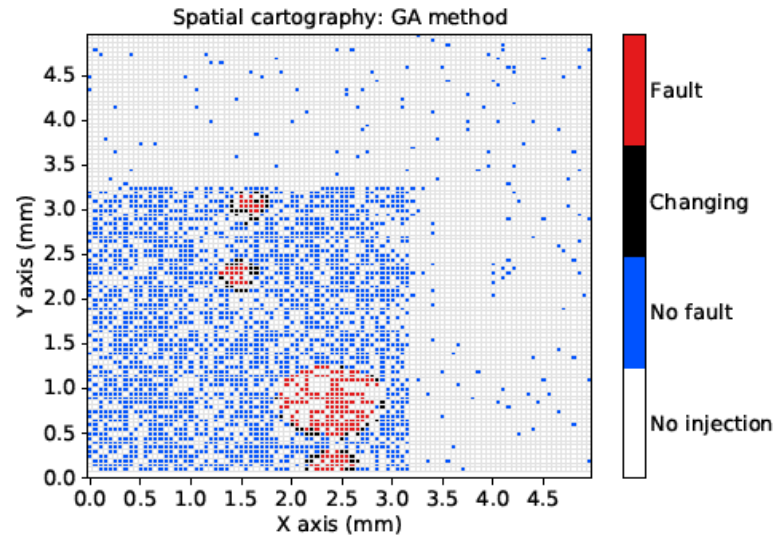 Spatial cartography: GA method
4.5
4.0
3.5
3.0
2.5
2.0
1.5
1.0
0.5
0.0
Y axis (mm)
0.0 0.5 1.0 1.5 2.0 2.5 3.0 3.5 4.0 4.5
X axis (mm)
Fault
Changing
No fault
No injection